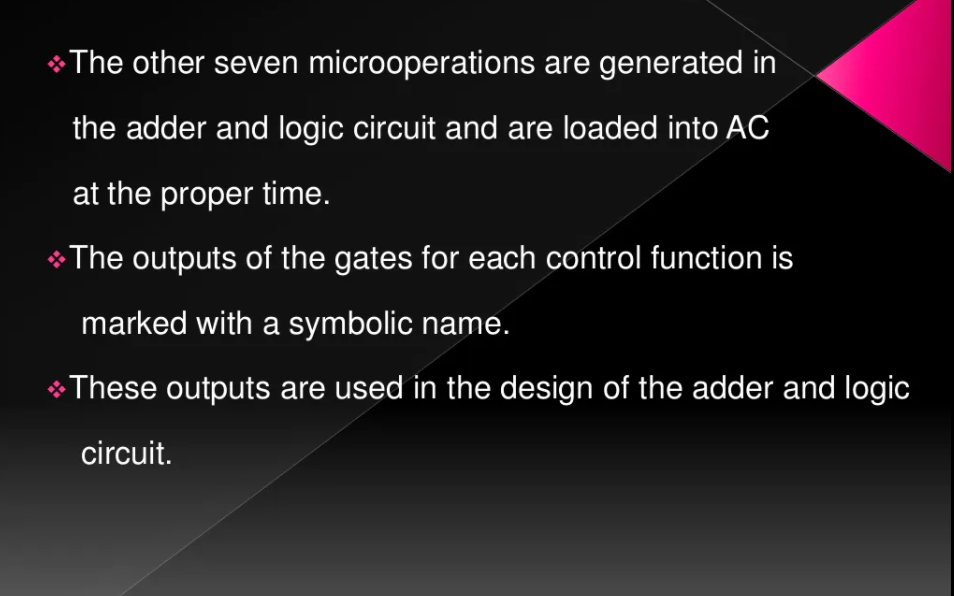 The other seven microoperations are generated in
the adder and logic circuit and are loaded into AC
at the proper time.
The outputs of the gates for each control function is
marked with a symbolic name.
These outputs are used in the design of the adder and logic
circuit.